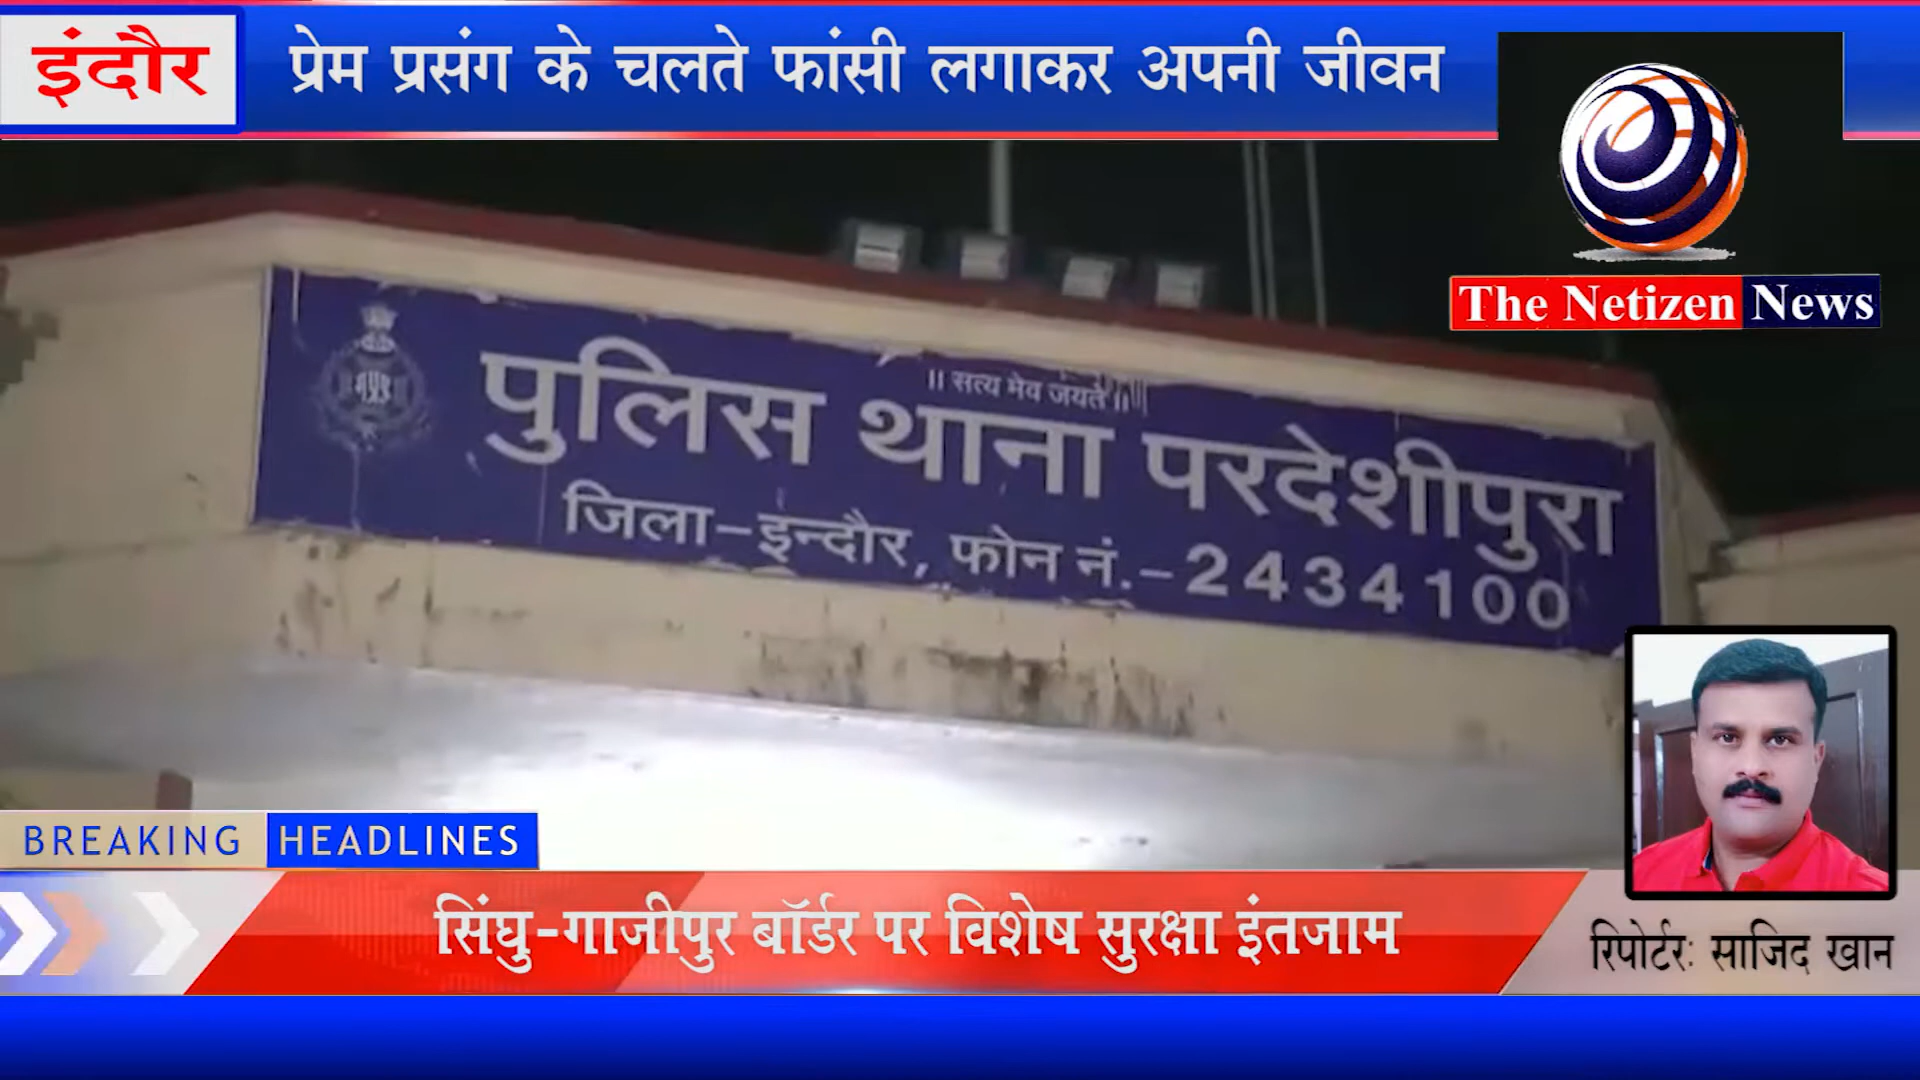 इंदौर
प्रेम प्रसंग के चलते फांसी लगाकर अपनी जीवन
The Netizen News
|| सत्य मेव जयते ||
पुलिस थाना परदेशीपुरा
जिला-इन्दौर, फोन नं.-2434100
BREAKING HEADLINES
सिंघु-गाजीपुर बॉर्डर पर विशेष सुरक्षा इंतजाम
रिपोर्टर: साजिद खान